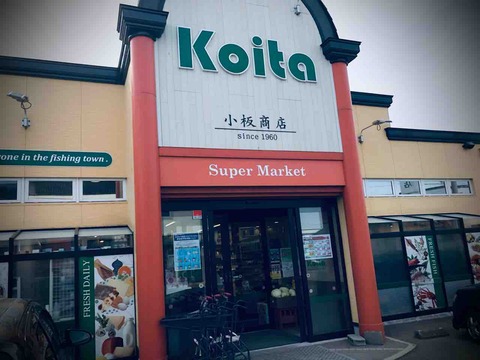 Koita
小板商店
since 1960
Super Market
one in the fishing town.
FRESH DAILY